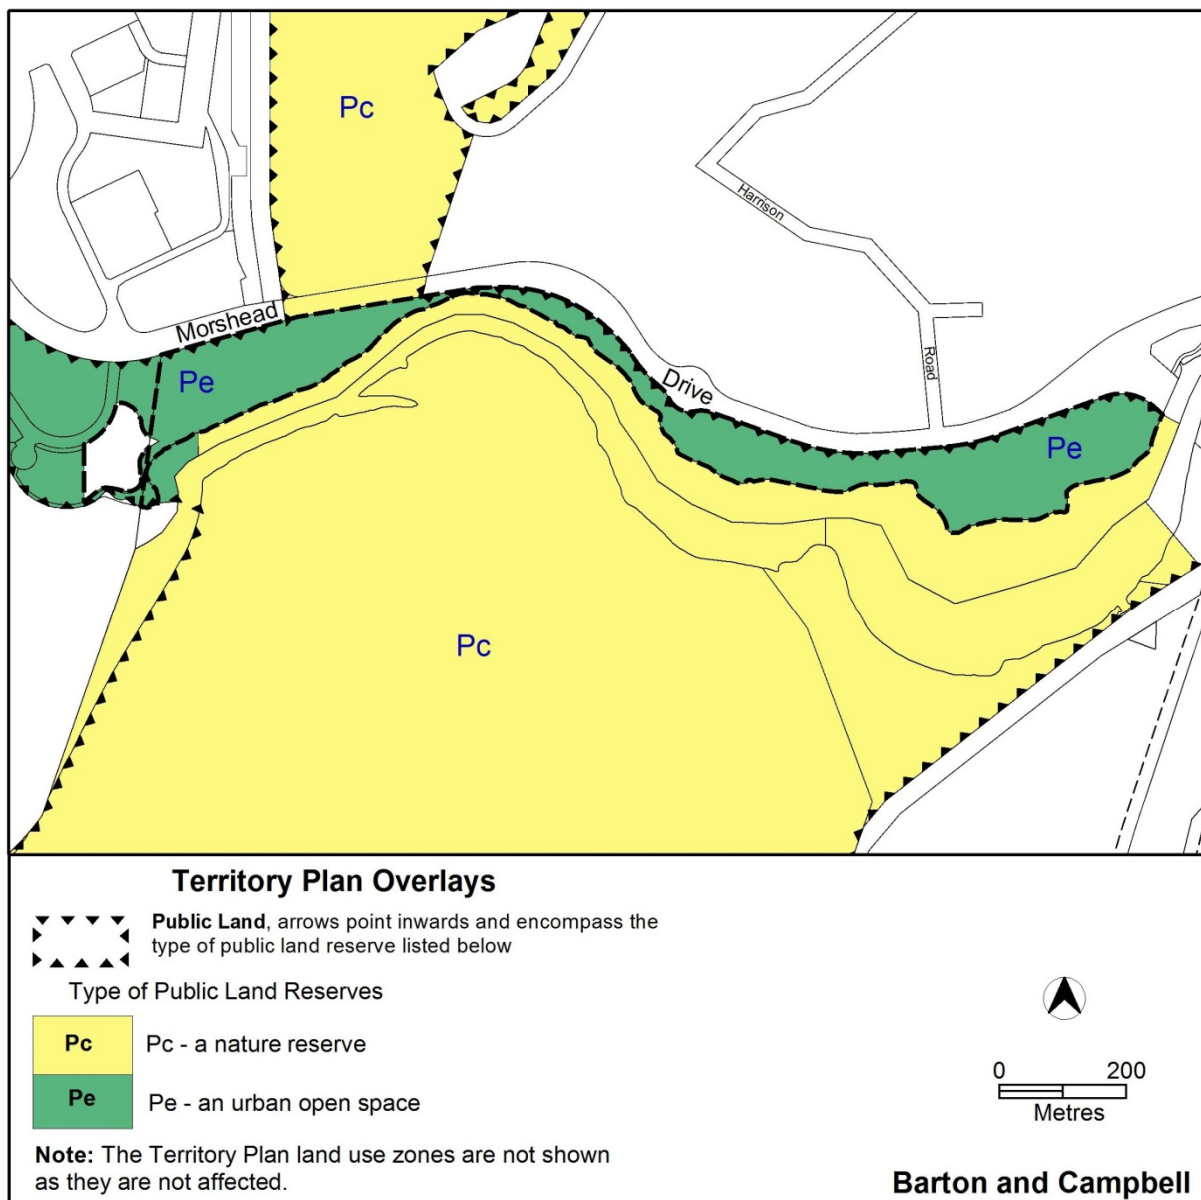 Pc
Harrison
Morshead
Pe
Drive
Road
Pe
Pc
Territory Plan Overlays
Public Land, arrows point inwards and encompass the
type of public land reserve listed below
Type of Public Land Reserves
Pc Pc - a nature reserve
Pe Pe - an urban open space
0 200
Metres
Note: The Territory Plan land use zones are not shown
as they are not affected.
Barton and Campbell